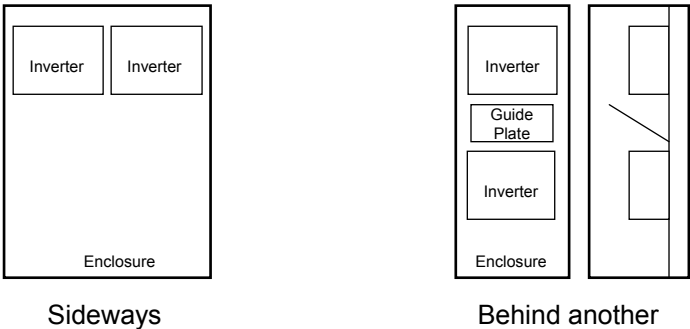 Inverter
Inverter
Enclosure
Sideways
Inverter
Guide
Plate
Inverter
Enclosure
Behind another